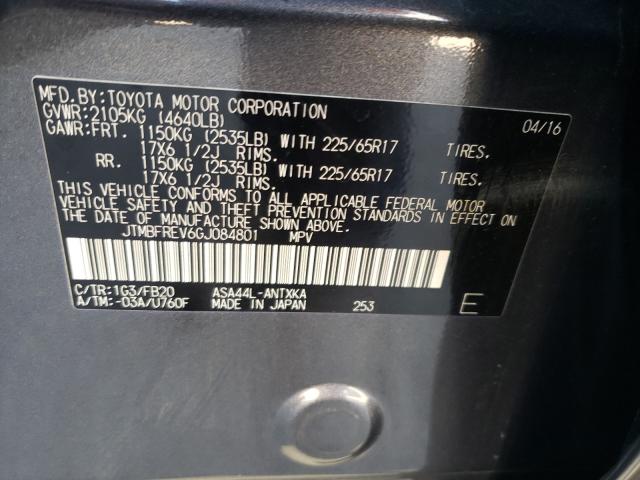 MFD. BY: TOYOTA MOTOR CORPORATION 04/16
GVWR: 2105KG (4640LB)
GAWR: FRT. 1150KG (2535LB) WITH 225/65R17 TIRES.
17X6 1/2J RIMS.
RR. 1150KG (2535LB) WITH 225/65R17 TIRES.
17X6 1/2J RIMS.
THIS VEHICLE CONFORMS TO ALL APPLICABLE FEDERAL MOTOR
VEHICLE SAFETY AND THEFT PREVENTION STANDARDS IN EFFECT ON
THE DATE OF MANUFACTURE SHOWN ABOVE.
JTMBFREV6GJ084801 MPV
C/TR: 1G3/FB20 ASA44L-ANTXKA
A/TM: -03A/U760F MADE IN JAPAN 253 E